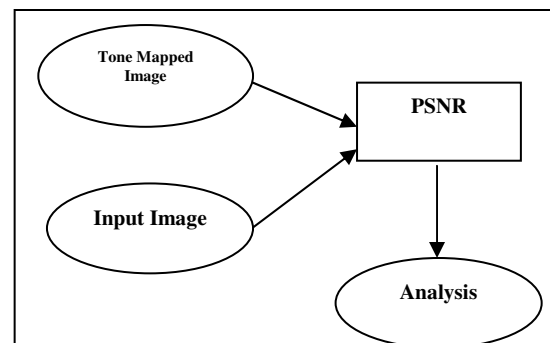 Tone Mapped
Image
PSNR
Input Image
Analysis